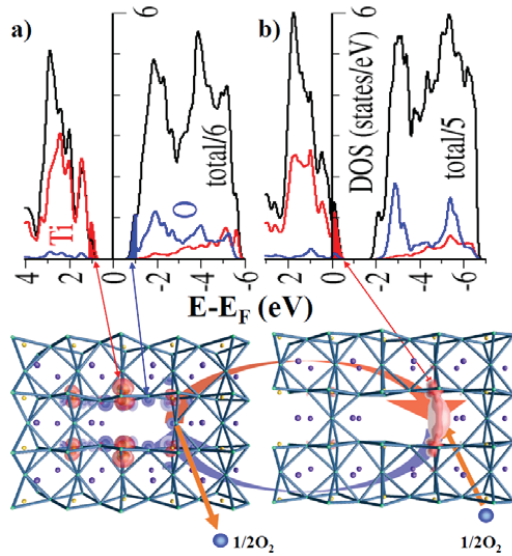 a)
6
b)
6
DOS (states/eV)
total/6
total/5
Ti
O
4 2 0 -2 -4 -6
2 0 -2 -4 -6
E-E_F (eV)
1/2O₂
1/2O₂